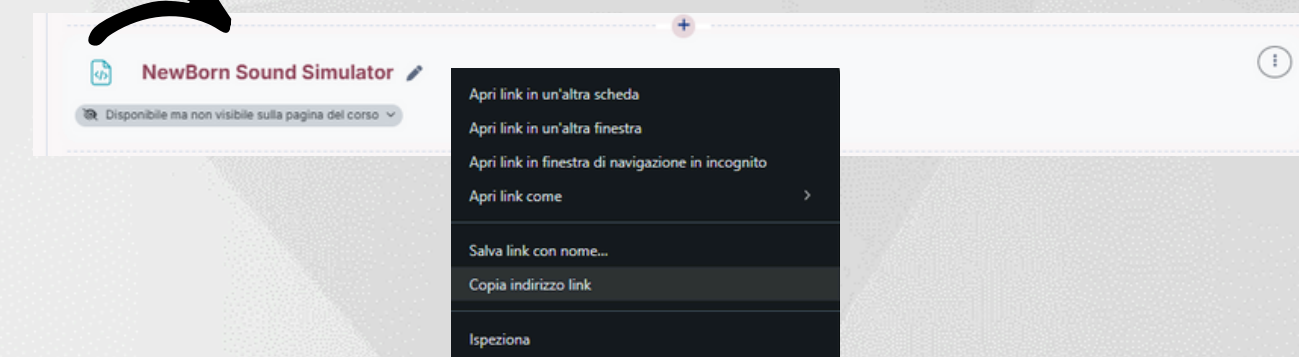 NewBorn Sound Simulator
Disponibile ma non visibile sulla pagina del corso
Apri link in un'altra scheda
Apri link in un'altra finestra
Apri link in finestra di navigazione in incognito
Apri link come
Salva link con nome...
Copia indirizzo link
Ispeziona